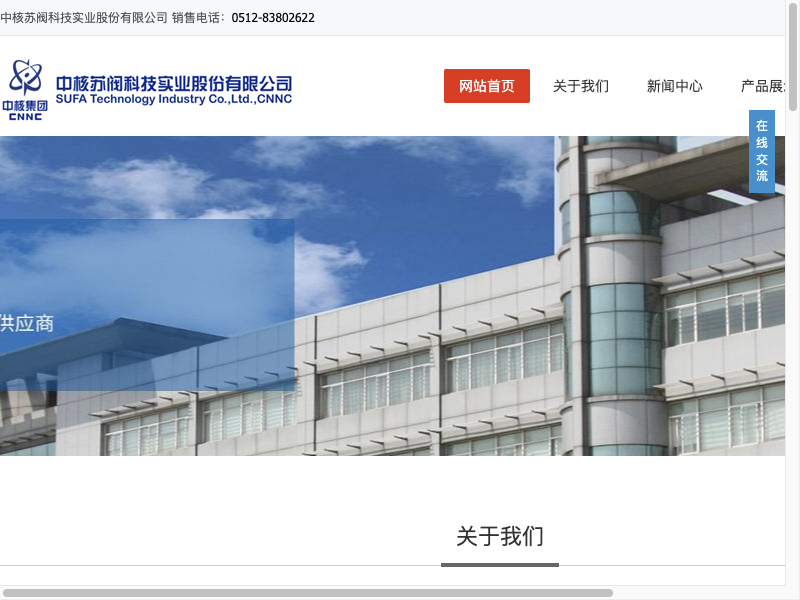 中核苏阀科技实业股份有限公司 销售电话：0512-83802622
中核集团
CNNC
中核苏阀科技实业股份有限公司
SUFA Technology Industry Co.,Ltd.,CNNC
网站首页
关于我们
新闻中心
产品展
在线交流
供应商
关于我们